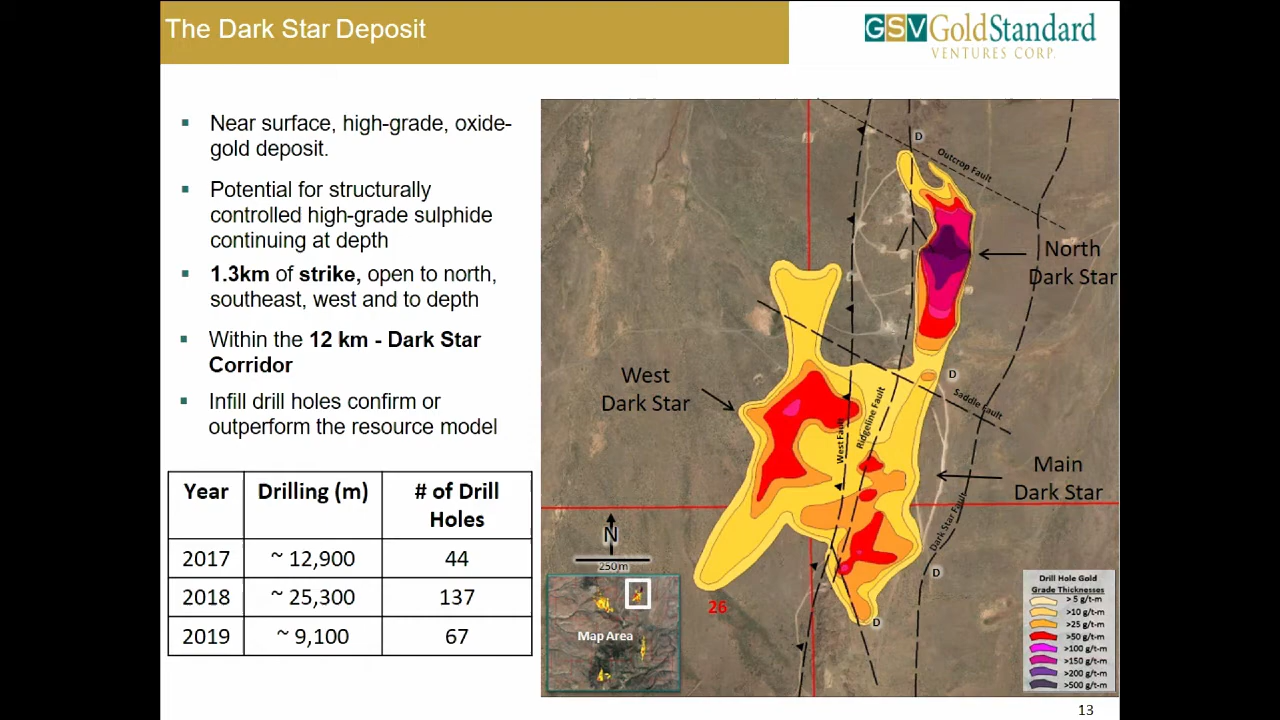 The Dark Star Deposit
GSV GoldStandard
VENTURES CORP.
Near surface, high-grade, oxide-
gold deposit.
Potential for structurally
controlled high-grade sulphide
continuing at depth
1.3km of strike, open to north,
southeast, west and to depth
Within the 12 km - Dark Star
Corridor
Infill drill holes confirm or
outperform the resource model
Year Drilling (m) # of Drill
Holes
2017 ~ 12,900 44
2018 ~ 25,300 137
2019 ~ 9,100 67
D
Outcrop Fault
North
Dark Star
West
Dark Star
D
Saddle Fault
Ridgeline Fault
West Fault
Main
Dark Star
Dark Star Fault
N
250 m
D
26
D
Map Area
Drill Hole Gold
Grade Thicknesses
> 5 g/t-m
>10 g/t-m
>25 g/t-m
>50 g/t-m
>100 g/t-m
>150 g/t-m
>200 g/t-m
>500 g/t-m
13